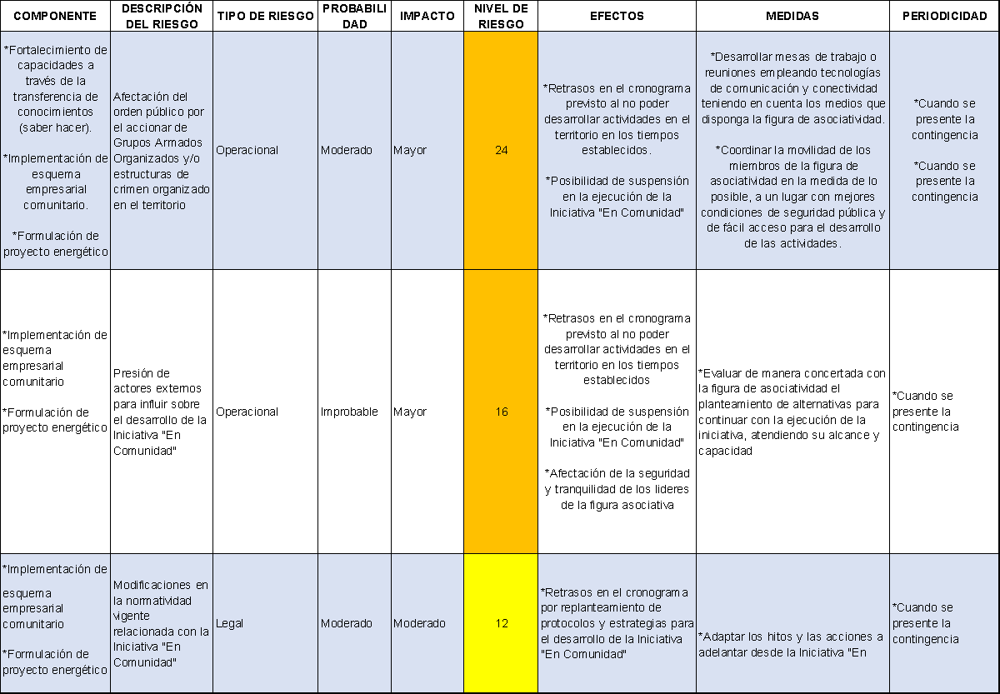 COMPONENTE
DESCRIPCIÓN
DEL RIESGO
TIPO DE RIESGO
PROBABILI
DAD
IMPACTO
NIVEL DE
RIESGO
EFECTOS
MEDIDAS
PERIODICIDAD
*Fortalecimiento de
capacidades a
través de la
transferencia de
conocimientos
(saber hacer).
*Implementación de
esquema
empresarial
comunitario.
*Formulación de
proyecto energético
Afectación del
orden público por
el accionar de
Grupos Armados
Organizados y/o
estructuras de
crimen organizado
en el territorio
Operacional
Moderado
Mayor
24
*Retrasos en el cronograma
previsto al no poder
desarrollar actividades en el
territorio en los tiempos
establecidos.
*Posibilidad de suspensión
en la ejecución de la
Iniciativa "En Comunidad"
*Desarrollar mesas de trabajo o
reuniones empleando tecnologías
de comunicación y conectividad
teniendo en cuenta los medios que
disponga la figura de asociatividad.
*Coordinar la movilidad de los
miembros de la figura de
asociatividad en la medida de lo
posible, a un lugar con mejores
condiciones de seguridad pública y
de fácil acceso para el desarrollo
de las actividades.
*Cuando se
presente la
contingencia
*Cuando se
presente la
contingencia
*Implementación de
esquema
empresarial
comunitario
*Formulación de
proyecto energético
Presión de
actores externos
para influir sobre
el desarrollo de la
Iniciativa "En
Comunidad"
Operacional
Improbable
Mayor
16
*Retrasos en el cronograma
previsto al no poder
desarrollar actividades en el
territorio en los tiempos
establecidos
*Posibilidad de suspensión
en la ejecución de la
Iniciativa "En Comunidad"
*Afectación de la seguridad
y tranquilidad de los lideres
de la figura asociativa
*Evaluar de manera concertada con
la figura de asociatividad el
planteamiento de alternativas para
continuar con la ejecución de la
iniciativa, atendiendo su alcance y
capacidad
*Cuando se
presente la
contingencia
*Implementación de
esquema
empresarial
comunitario
*Formulación de
proyecto energético
Modificaciones en
la normatividad
vigente
relacionada con la
Iniciativa "En
Comunidad"
Legal
Moderado
Moderado
12
*Retrasos en el cronograma
por replanteamiento de
protocolos y estrategias para
el desarrollo de la Iniciativa
"En Comunidad"
*Adaptar los hitos y las acciones a
adelantar desde la Iniciativa "En
*Cuando se
presente la
contingencia